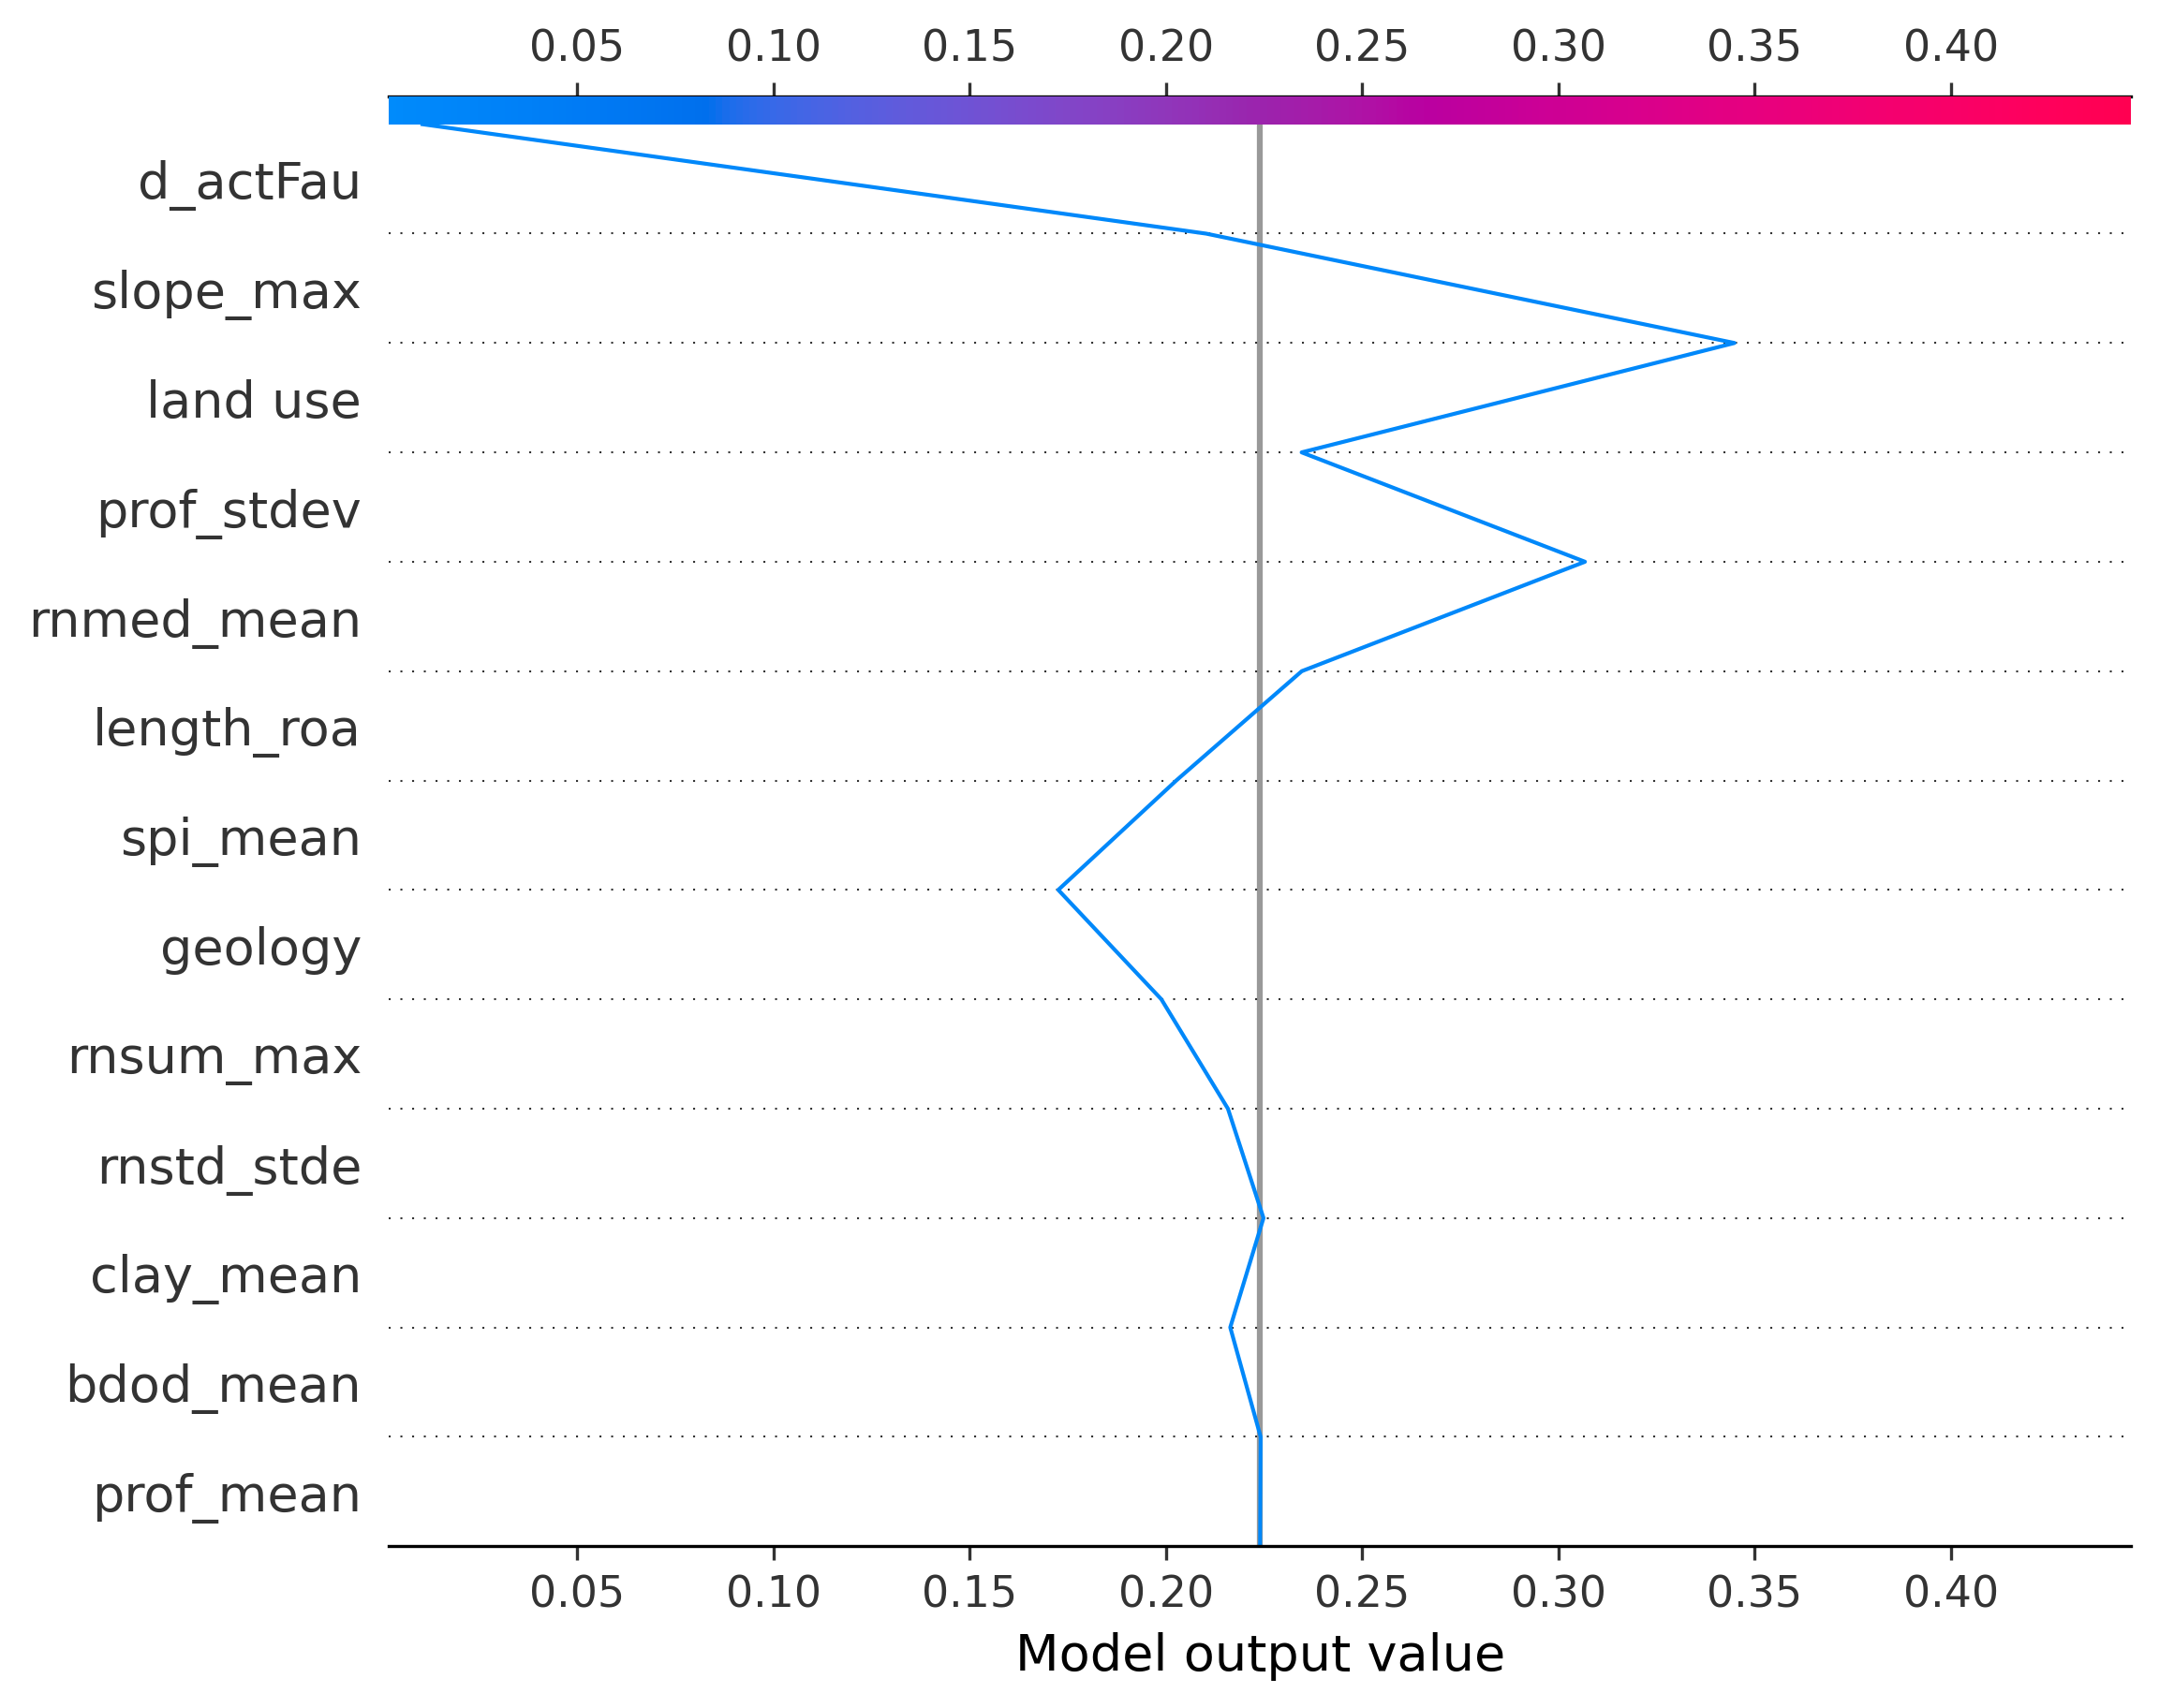 0.05 0.10 0.15 0.20 0.25 0.30 0.35 0.40
d_actFau
slope_max
land use
prof_stdev
rnmed_mean
length_roa
spi_mean
geology
rnsum_max
rnstd_stde
clay_mean
bdod_mean
prof_mean
0.05 0.10 0.15 0.20 0.25 0.30 0.35 0.40
Model output value